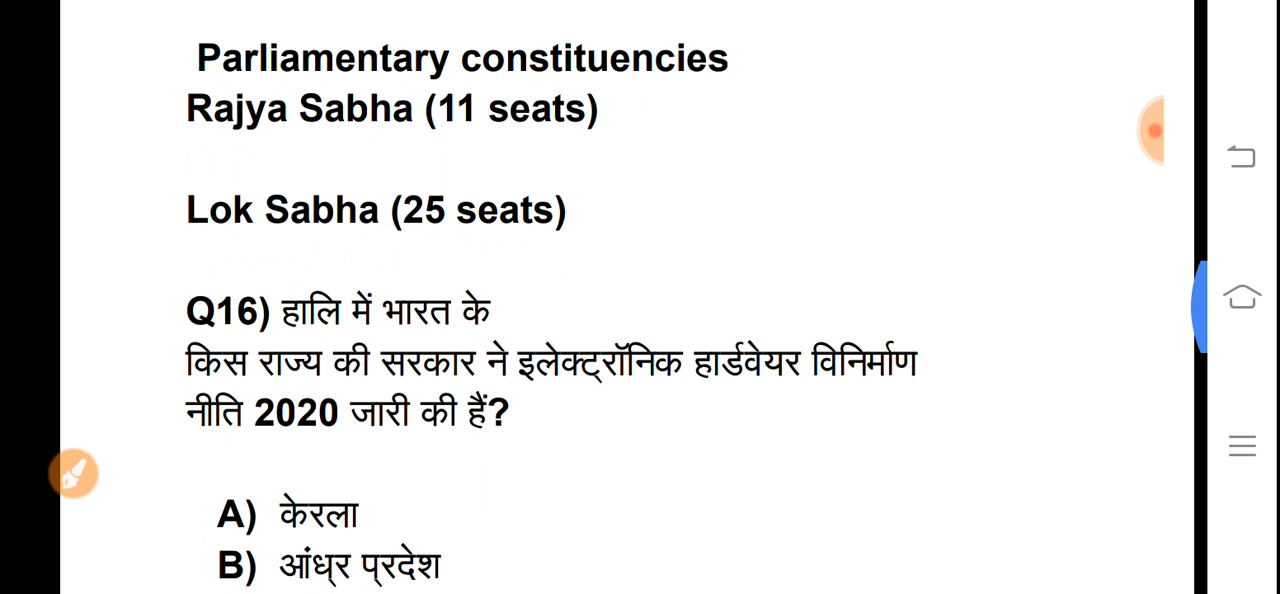 Parliamentary constituencies
Rajya Sabha (11 seats)
Lok Sabha (25 seats)
Q16) हालि में भारत के
किस राज्य की सरकार ने इलेक्ट्रॉनिक हार्डवेयर विनिर्माण
नीति 2020 जारी की हैं?
A) केरला
B) आंध्र प्रदेश